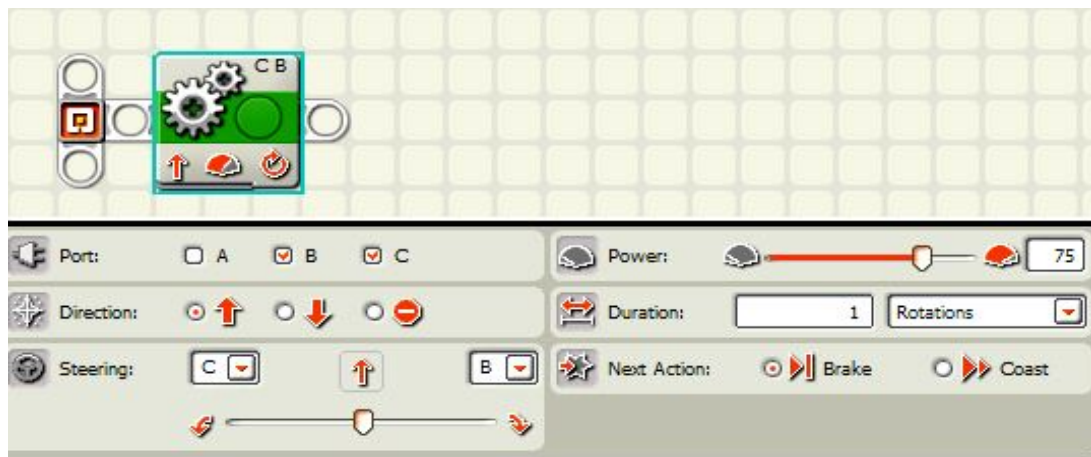 C B
Port: A B C
Power: 75
Direction:
Duration: 1 Rotations
Steering: C B
Next Action: Brake Coast